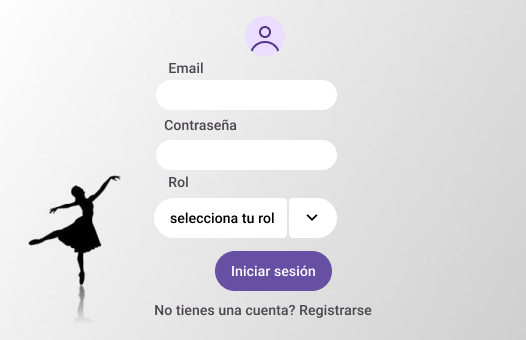 Email
Contraseña
Rol
selecciona tu rol
Iniciar sesión
No tienes una cuenta? Registrarse